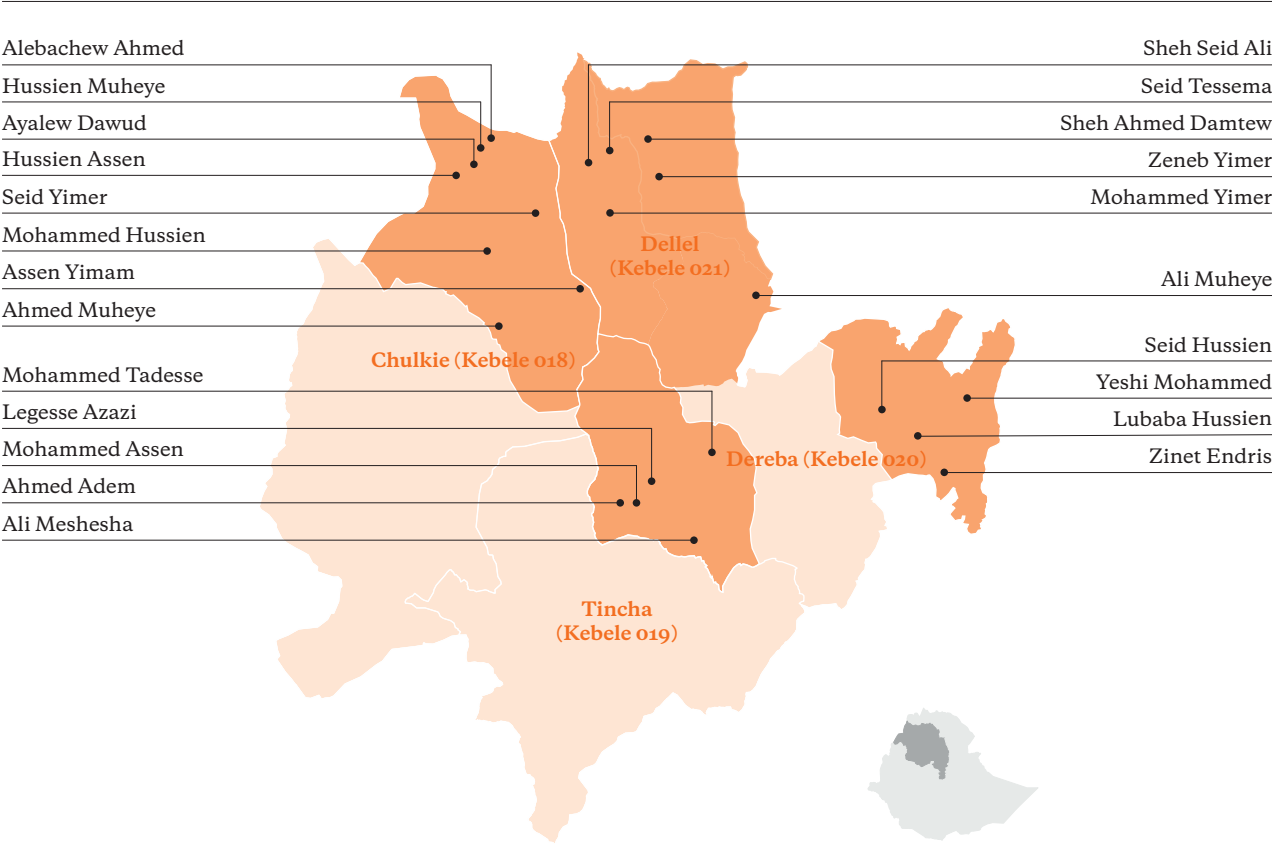 Alebachew Ahmed
Hussien Muheye
Ayalew Dawud
Hussien Assen
Seid Yimer
Mohammed Hussien
Assen Yimam
Ahmed Muheye
Mohammed Tadesse
Legesse Azazi
Mohammed Assen
Ahmed Adem
Ali Meshesha
Sheh Seid Ali
Seid Tessema
Sheh Ahmed Damtew
Zeneb Yimer
Mohammed Yimer
Ali Muheye
Seid Hussien
Yeshi Mohammed
Lubaba Hussien
Zinet Endris
Dellel
(Kebele 021)
Chulkie (Kebele 018)
Dereba (Kebele 020)
Tincha
(Kebele 019)